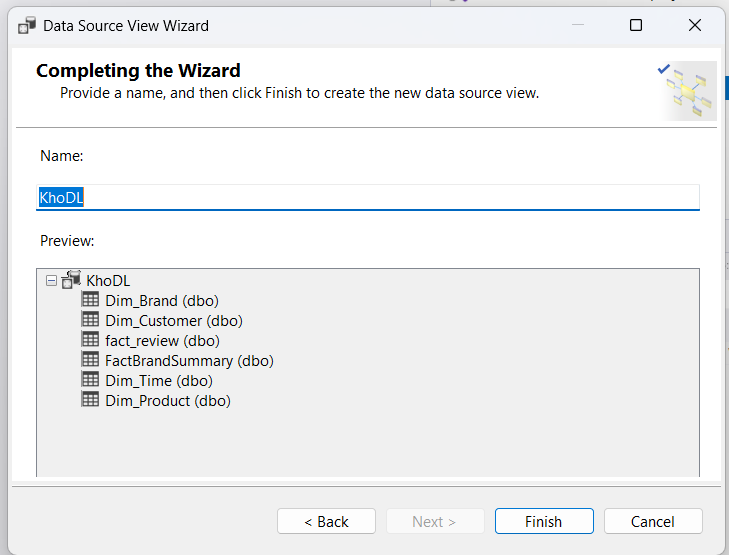 Data Source View Wizard
Completing the Wizard
Provide a name, and then click Finish to create the new data source view.
Name:
KhoDL
Preview:
KhoDL
Dim_Brand (dbo)
Dim_Customer (dbo)
fact_review (dbo)
FactBrandSummary (dbo)
Dim_Time (dbo)
Dim_Product (dbo)
< Back
Next >
Finish
Cancel